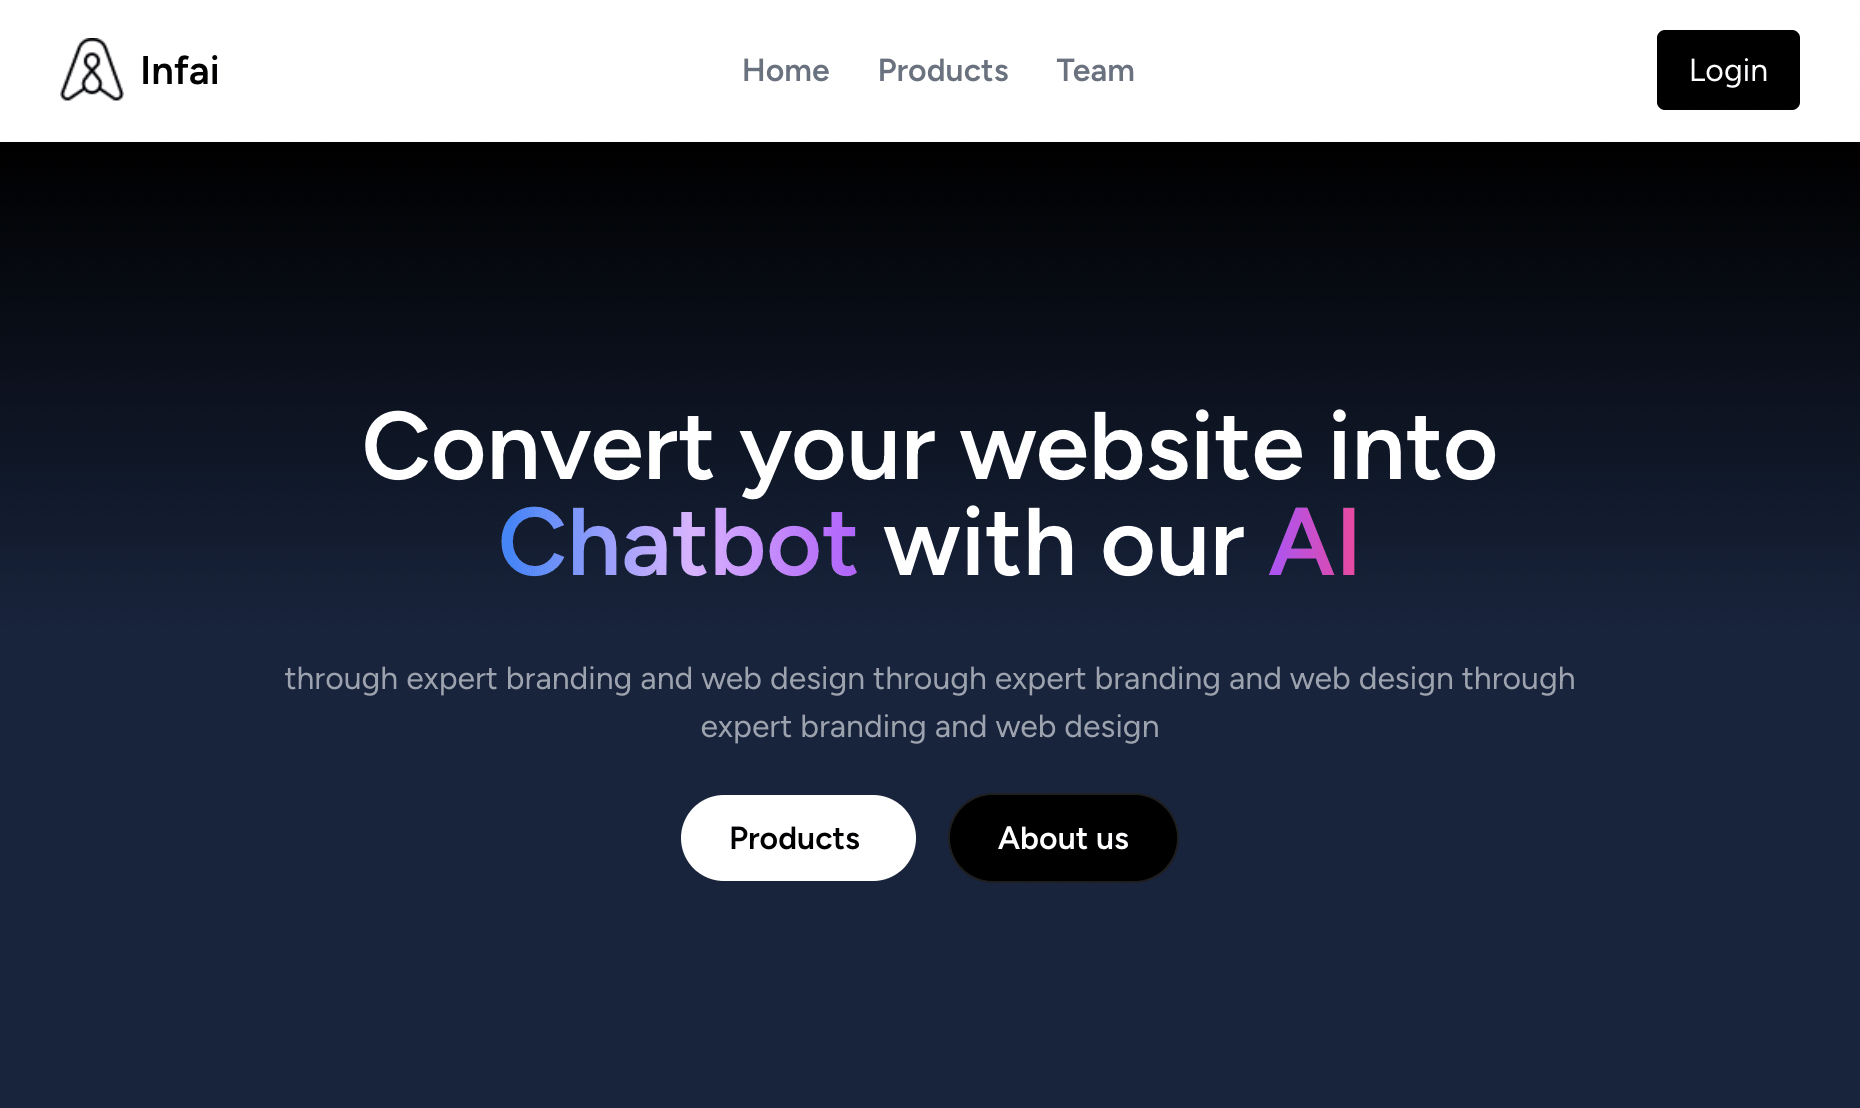 Infai
Home Products Team
Login
Convert your website into
Chatbot with our AI
through expert branding and web design through expert branding and web design through
expert branding and web design
Products
About us